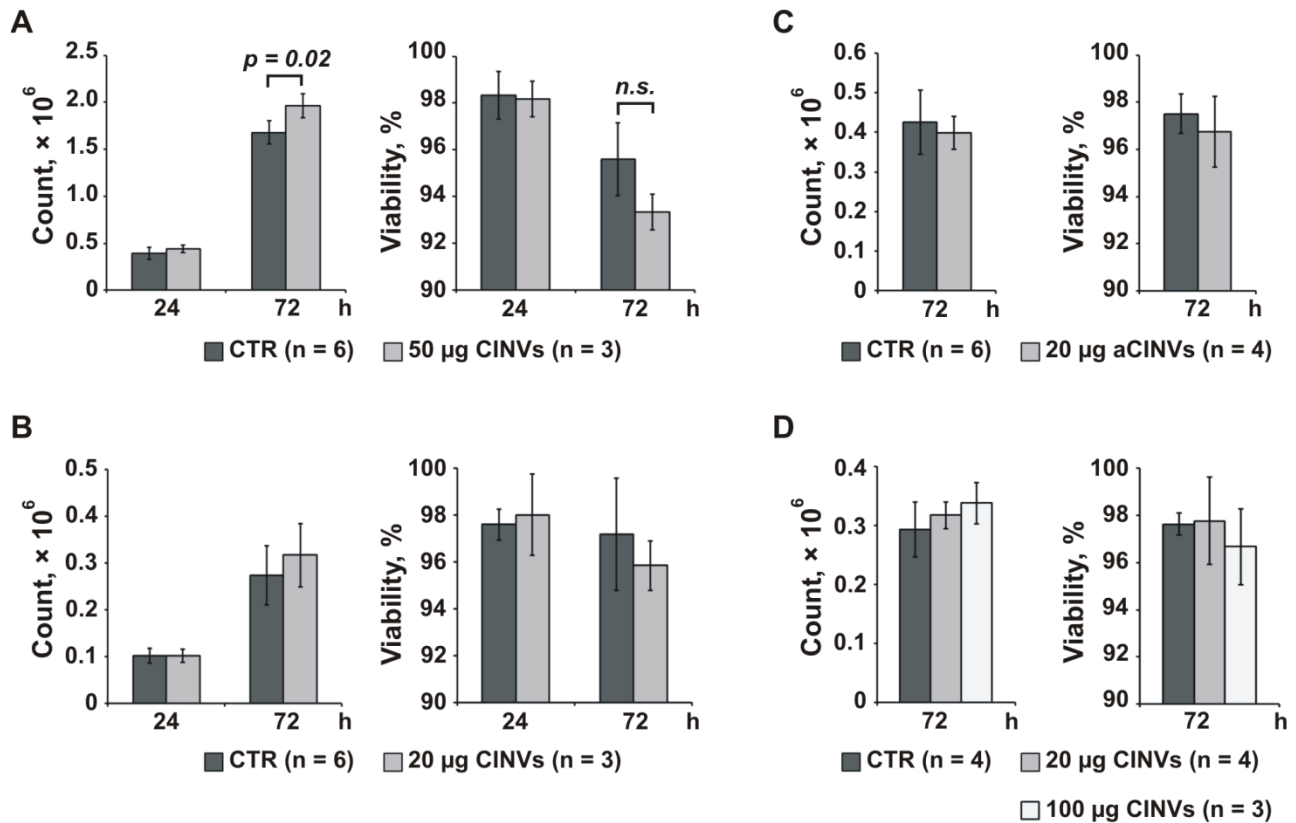 A
Count, × 10⁶
2.5
2.0
1.5
1.0
0.5
0
p = 0.02
24
72
h
Viability, %
100
98
96
94
92
90
n.s.
24
72
h
CTR (n = 6)
50 µg CINVs (n = 3)
C
Count, × 10⁶
0.6
0.5
0.4
0.3
0.2
0.1
0
72
h
Viability, %
100
98
96
94
92
90
72
h
CTR (n = 6)
20 µg aCINVs (n = 4)
B
Count, × 10⁶
0.5
0.4
0.3
0.2
0.1
0
24
72
h
Viability, %
100
98
96
94
92
90
24
72
h
CTR (n = 6)
20 µg CINVs (n = 3)
D
Count, × 10⁶
0.4
0.3
0.2
0.1
0
72
h
Viability, %
100
98
96
94
92
90
72
h
CTR (n = 4)
20 µg CINVs (n = 4)
100 µg CINVs (n = 3)